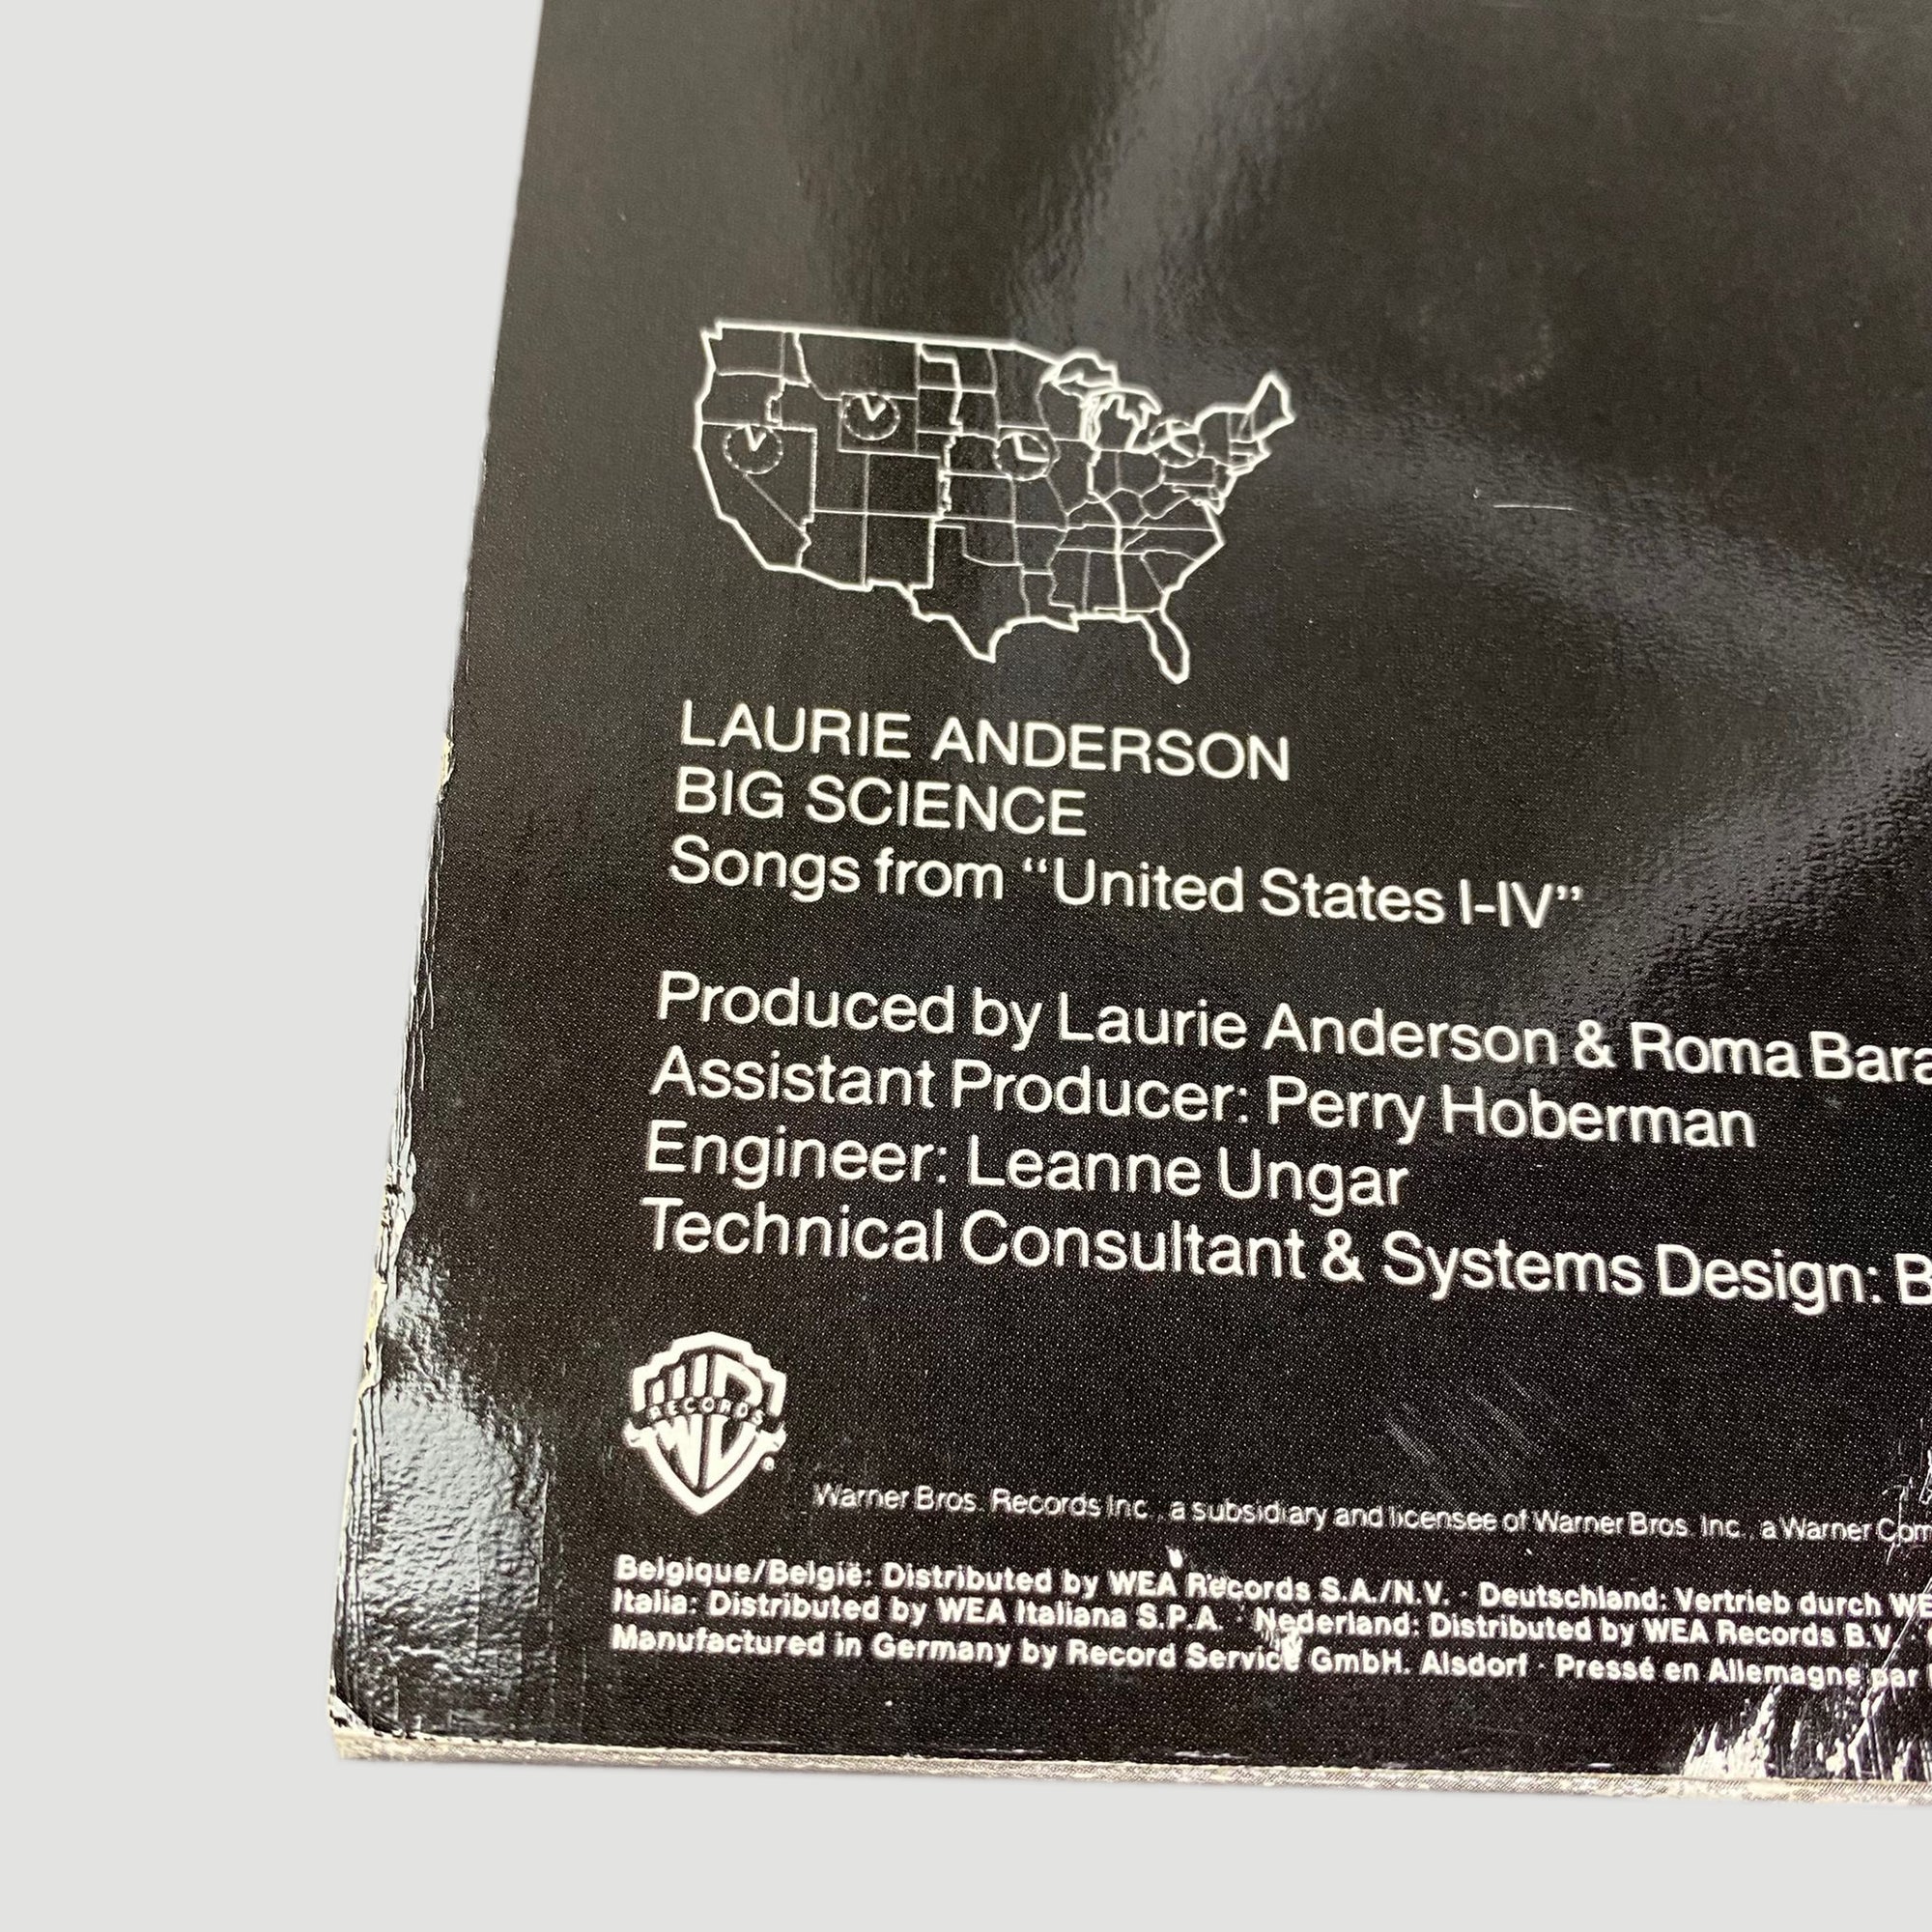 LAURIE ANDERSON
BIG SCIENCE
Songs from “United States I-IV”
Produced by Laurie Anderson & Roma Bara
Assistant Producer: Perry Hoberman
Engineer: Leanne Ungar
Technical Consultant & Systems Design: B
RECORDS
Warner Bros. Records Inc., a subsidiary and licensee of Warner Bros. Inc., a Warner Com
Belgique/België: Distributed by WEA Records S.A./N.V. · Deutschland: Vertrieb durch WE
Italia: Distributed by WEA Italiana S.P.A. · Nederland: Distributed by WEA Records B.V. ·
Manufactured in Germany by Record Service GmbH. Alsdorf · Pressé en Allemagne par